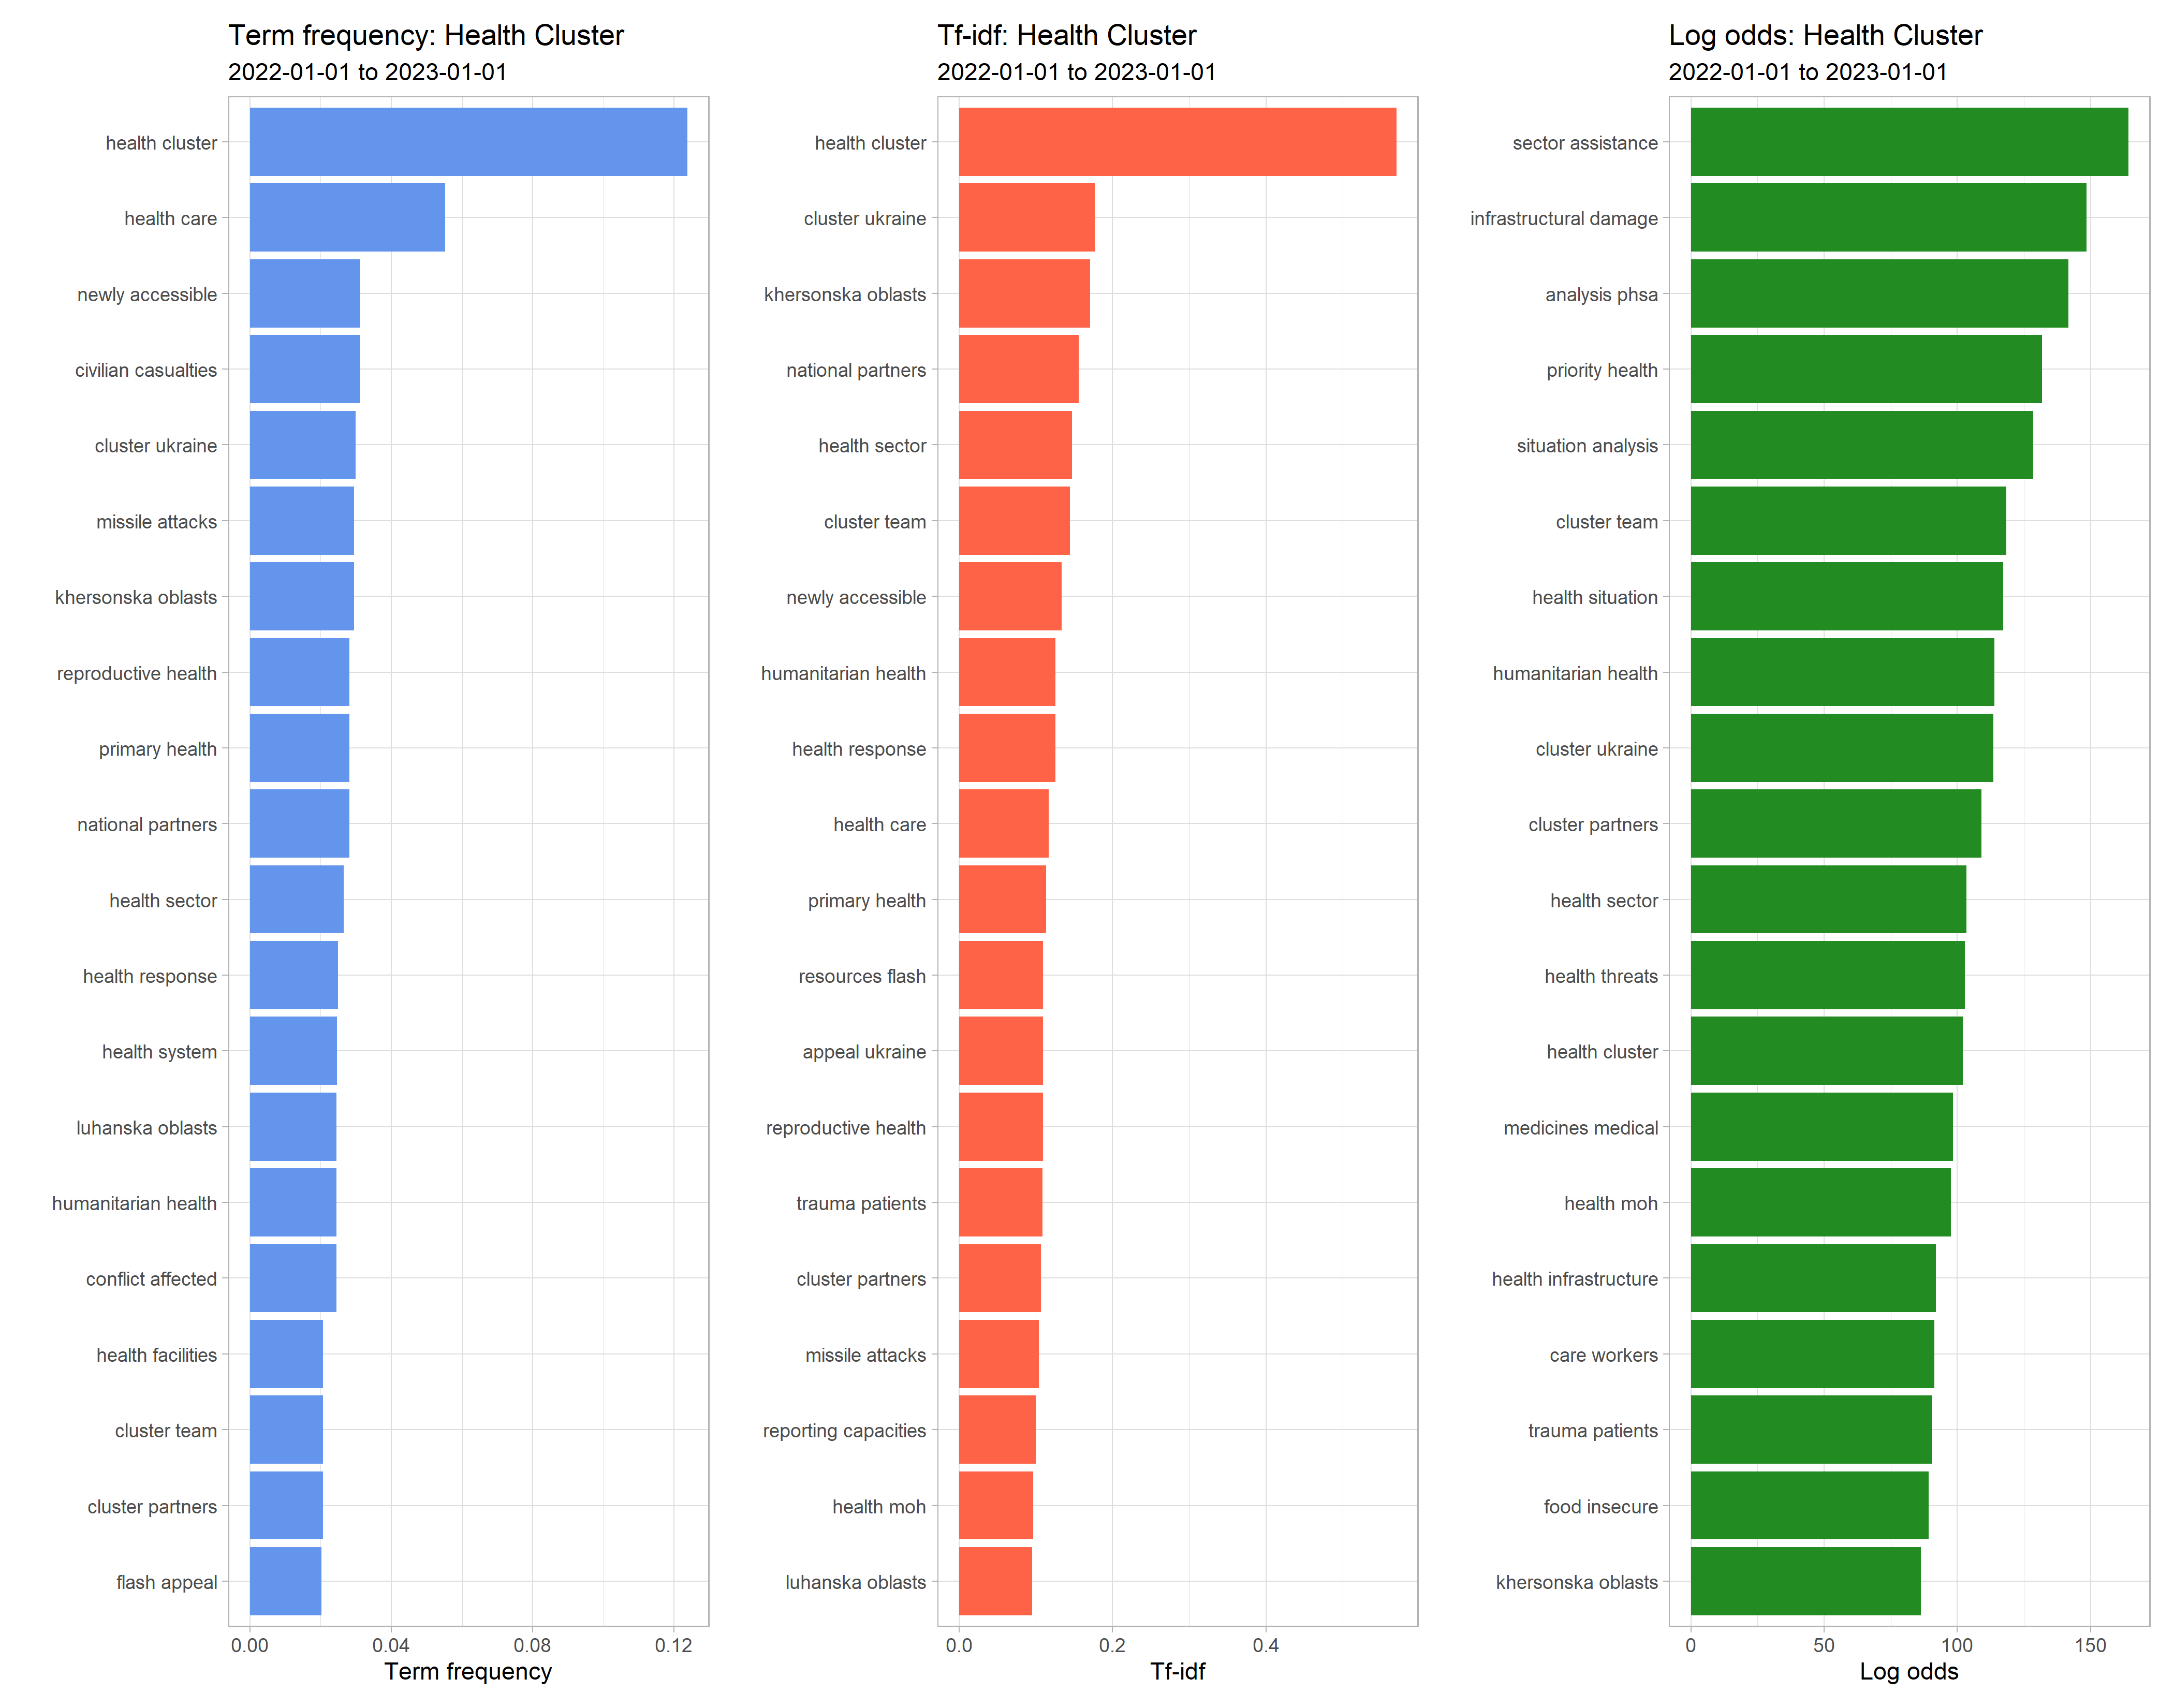 Term frequency: Health Cluster
2022-01-01 to 2023-01-01
health cluster
health care
newly accessible
civilian casualties
cluster ukraine
missile attacks
khersonska oblasts
reproductive health
primary health
national partners
health sector
health response
health system
luhanska oblasts
humanitarian health
conflict affected
health facilities
cluster team
cluster partners
flash appeal
0.00 0.04 0.08 0.12
Term frequency
Tf-idf: Health Cluster
2022-01-01 to 2023-01-01
health cluster
cluster ukraine
khersonska oblasts
national partners
health sector
cluster team
newly accessible
humanitarian health
health response
health care
primary health
resources flash
appeal ukraine
reproductive health
trauma patients
cluster partners
missile attacks
reporting capacities
health moh
luhanska oblasts
0.0 0.2 0.4
Tf-idf
Log odds: Health Cluster
2022-01-01 to 2023-01-01
sector assistance
infrastructural damage
analysis phsa
priority health
situation analysis
cluster team
health situation
humanitarian health
cluster ukraine
cluster partners
health sector
health threats
health cluster
medicines medical
health moh
health infrastructure
care workers
trauma patients
food insecure
khersonska oblasts
0 50 100 150
Log odds